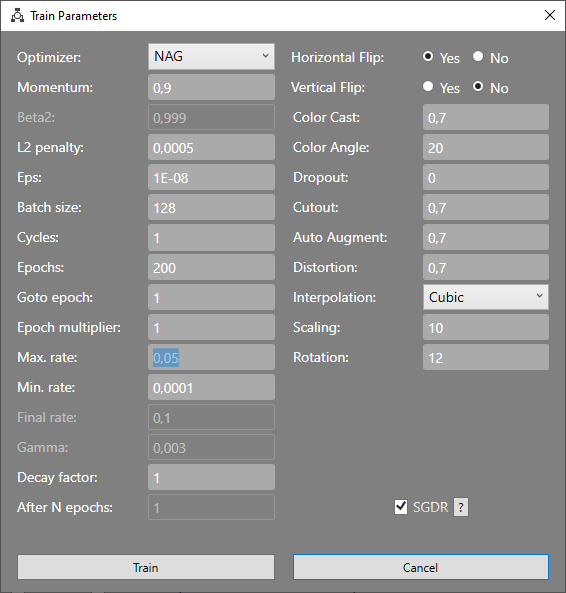 Train Parameters
Optimizer: NAG
Momentum: 0,9
Beta2: 0,999
L2 penalty: 0,0005
Eps: 1E-08
Batch size: 128
Cycles: 1
Epochs: 200
Goto epoch: 1
Epoch multiplier: 1
Max. rate: 0,05
Min. rate: 0,0001
Final rate: 0,1
Gamma: 0,003
Decay factor: 1
After N epochs: 1
Horizontal Flip: Yes No
Vertical Flip: Yes No
Color Cast: 0,7
Color Angle: 20
Dropout: 0
Cutout: 0,7
Auto Augment: 0,7
Distortion: 0,7
Interpolation: Cubic
Scaling: 10
Rotation: 12
SGDR ?
Train Cancel